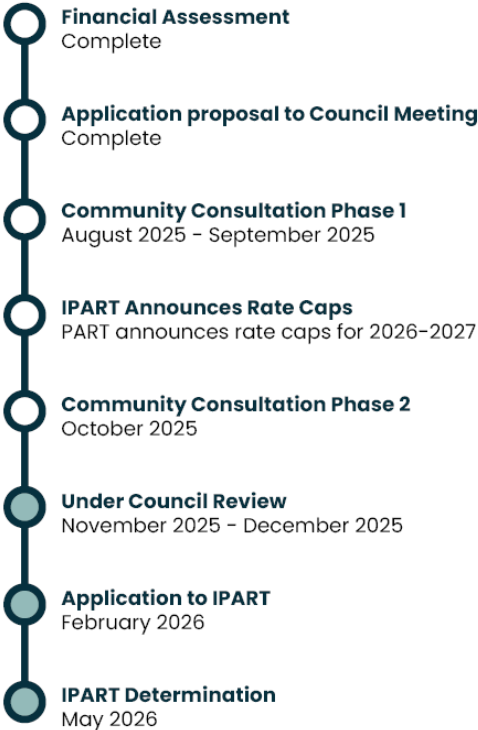 Financial Assessment
Complete
Application proposal to Council Meeting
Complete
Community Consultation Phase 1
August 2025 - September 2025
IPART Announces Rate Caps
PART announces rate caps for 2026-2027
Community Consultation Phase 2
October 2025
Under Council Review
November 2025 - December 2025
Application to IPART
February 2026
IPART Determination
May 2026